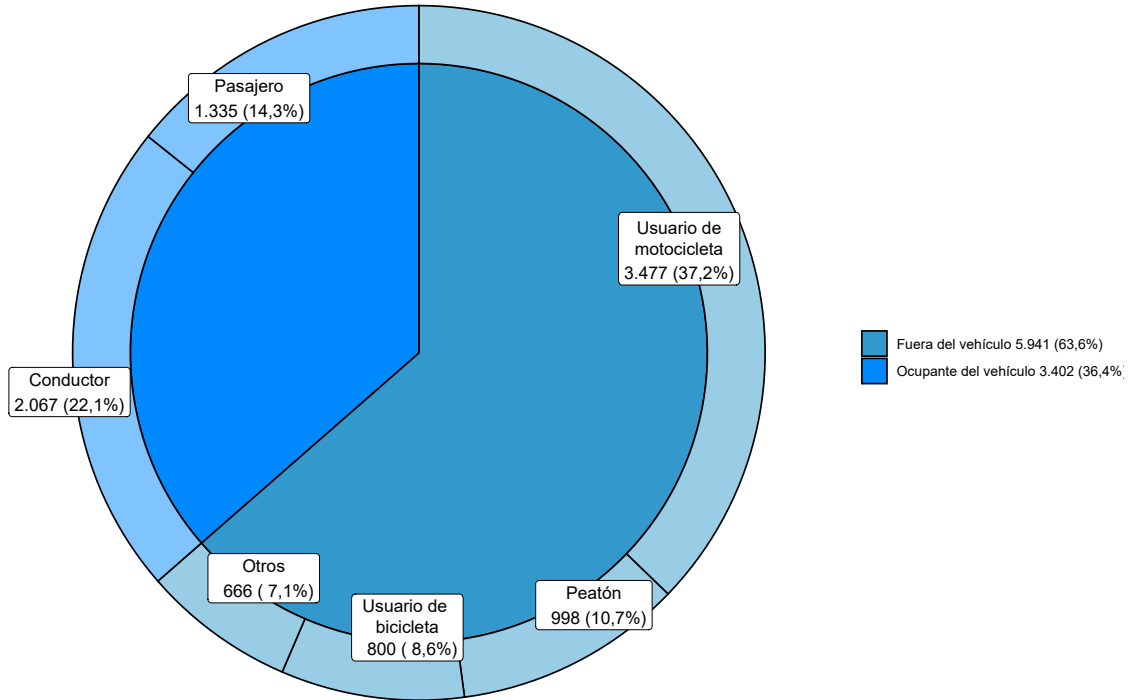 Pasajero
1.335 (14,3%)
Usuario de
motocicleta
3.477 (37,2%)
Fuera del vehículo 5.941 (63,6%)
Ocupante del vehículo 3.402 (36,4%)
Conductor
2.067 (22,1%)
Otros
666 ( 7,1%)
Usuario de
bicicleta
800 ( 8,6%)
Peatón
998 (10,7%)